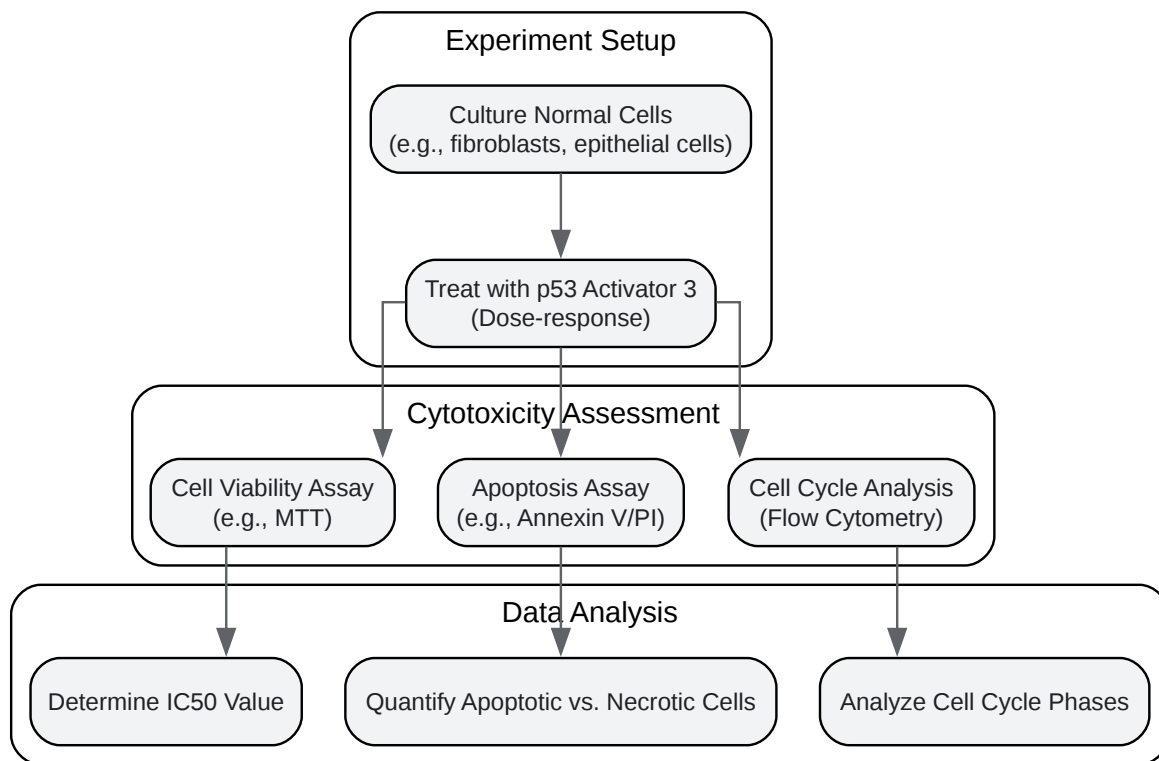 Experiment Setup
Culture Normal Cells
(e.g., fibroblasts, epithelial cells)
Treat with p53 Activator 3
(Dose-response)
Cytotoxicity Assessment
Cell Viability Assay
(e.g., MTT)
Apoptosis Assay
(e.g., Annexin V/PI)
Cell Cycle Analysis
(Flow Cytometry)
Data Analysis
Determine IC50 Value
Quantify Apoptotic vs. Necrotic Cells
Analyze Cell Cycle Phases